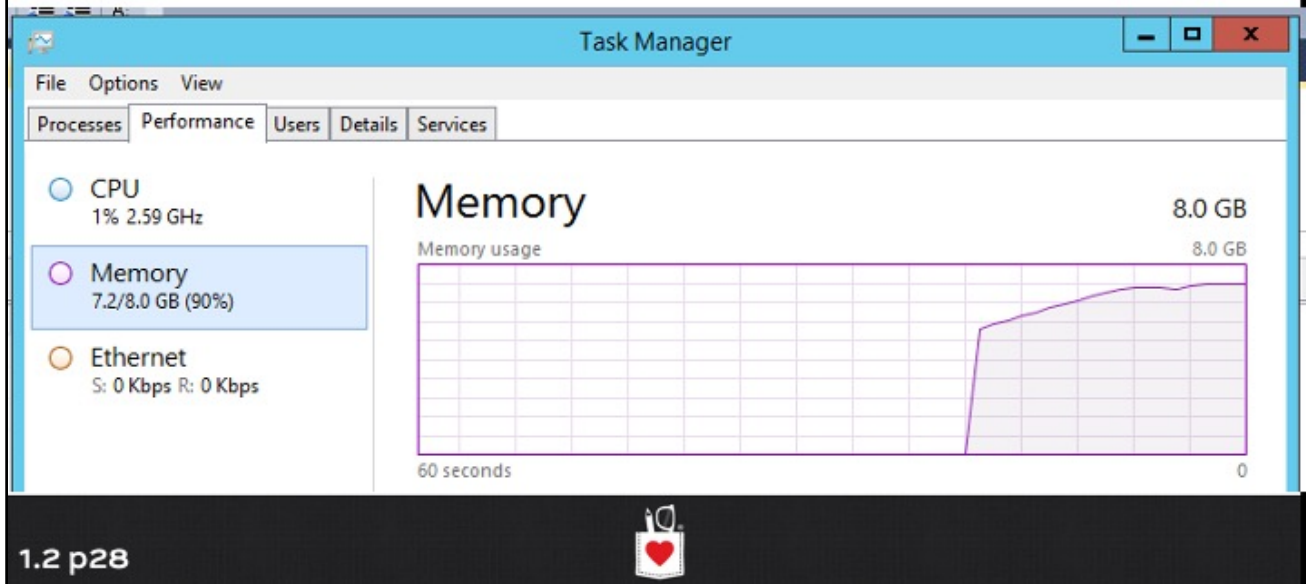 A:
Task Manager
File Options View
Processes Performance Users Details Services
CPU
1% 2.59 GHz
Memory
7.2/8.0 GB (90%)
Ethernet
S: 0 Kbps R: 0 Kbps
Memory 8.0 GB
Memory usage 8.0 GB
60 seconds 0
1.2 p28